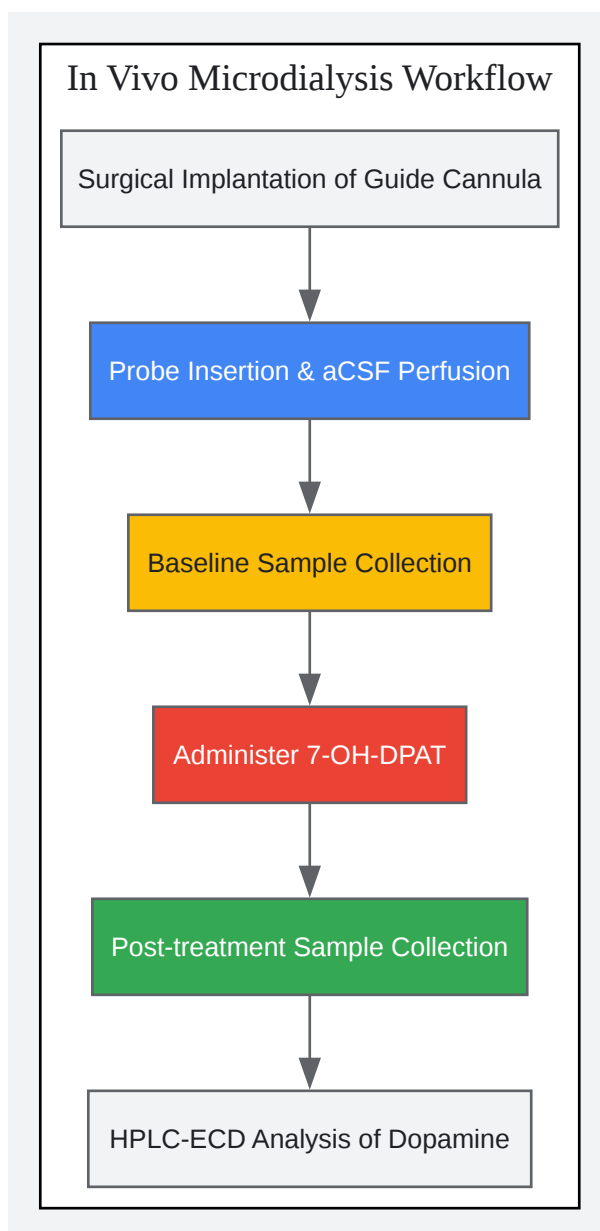 In Vivo Microdialysis Workflow
Surgical Implantation of Guide Cannula
Probe Insertion & aCSF Perfusion
Baseline Sample Collection
Administer 7-OH-DPAT
Post-treatment Sample Collection
HPLC-ECD Analysis of Dopamine